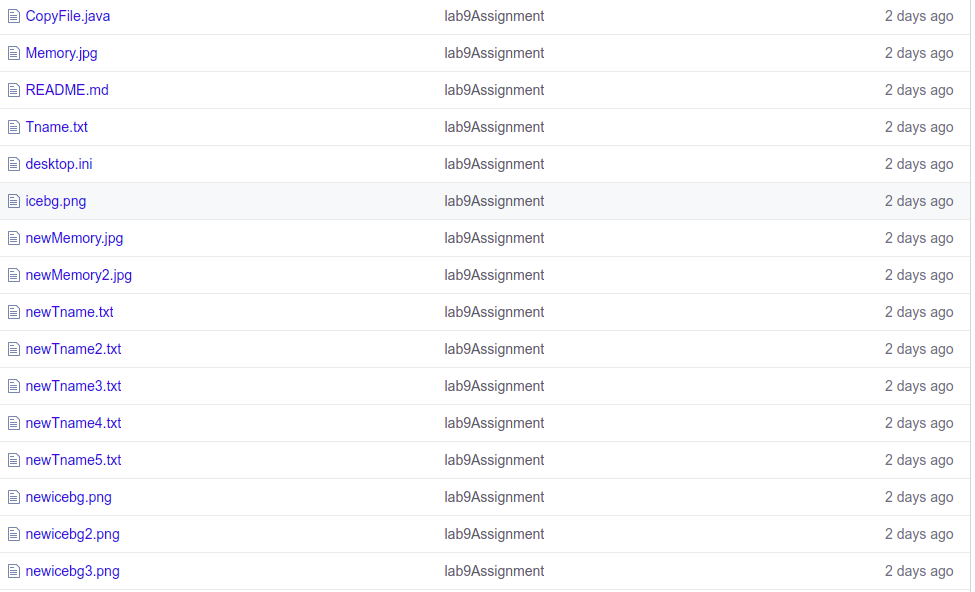 CopyFile.java lab9Assignment 2 days ago
Memory.jpg lab9Assignment 2 days ago
README.md lab9Assignment 2 days ago
Tname.txt lab9Assignment 2 days ago
desktop.ini lab9Assignment 2 days ago
icebg.png lab9Assignment 2 days ago
newMemory.jpg lab9Assignment 2 days ago
newMemory2.jpg lab9Assignment 2 days ago
newTname.txt lab9Assignment 2 days ago
newTname2.txt lab9Assignment 2 days ago
newTname3.txt lab9Assignment 2 days ago
newTname4.txt lab9Assignment 2 days ago
newTname5.txt lab9Assignment 2 days ago
newicebg.png lab9Assignment 2 days ago
newicebg2.png lab9Assignment 2 days ago
newicebg3.png lab9Assignment 2 days ago